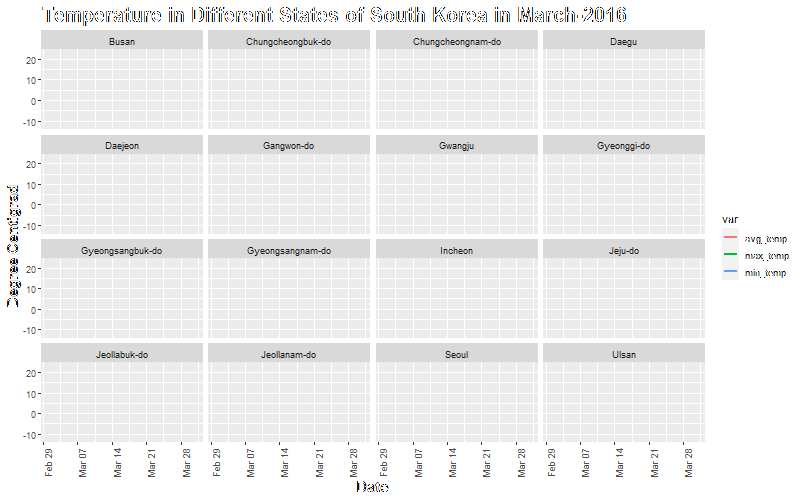 Temperature in Different States of South Korea in March-2016
Busan Chungcheongbuk-do Chungcheongnam-do Daegu
20
10
0
-10
Daejeon Gangwon-do Gwangju Gyeonggi-do
20
10
0
-10
Gyeongsangbuk-do Gyeongsangnam-do Incheon Jeju-do
20
10
0
-10
Jeollabuk-do Jeollanam-do Seoul Ulsan
20
10
0
-10
Feb 29 Mar 07 Mar 14 Mar 21 Mar 28 Feb 29 Mar 07 Mar 14 Mar 21 Mar 28 Feb 29 Mar 07 Mar 14 Mar 21 Mar 28 Feb 29 Mar 07 Mar 14 Mar 21 Mar 28
Date
Degree Centigrad
var
avg_temp
max_temp
min_temp